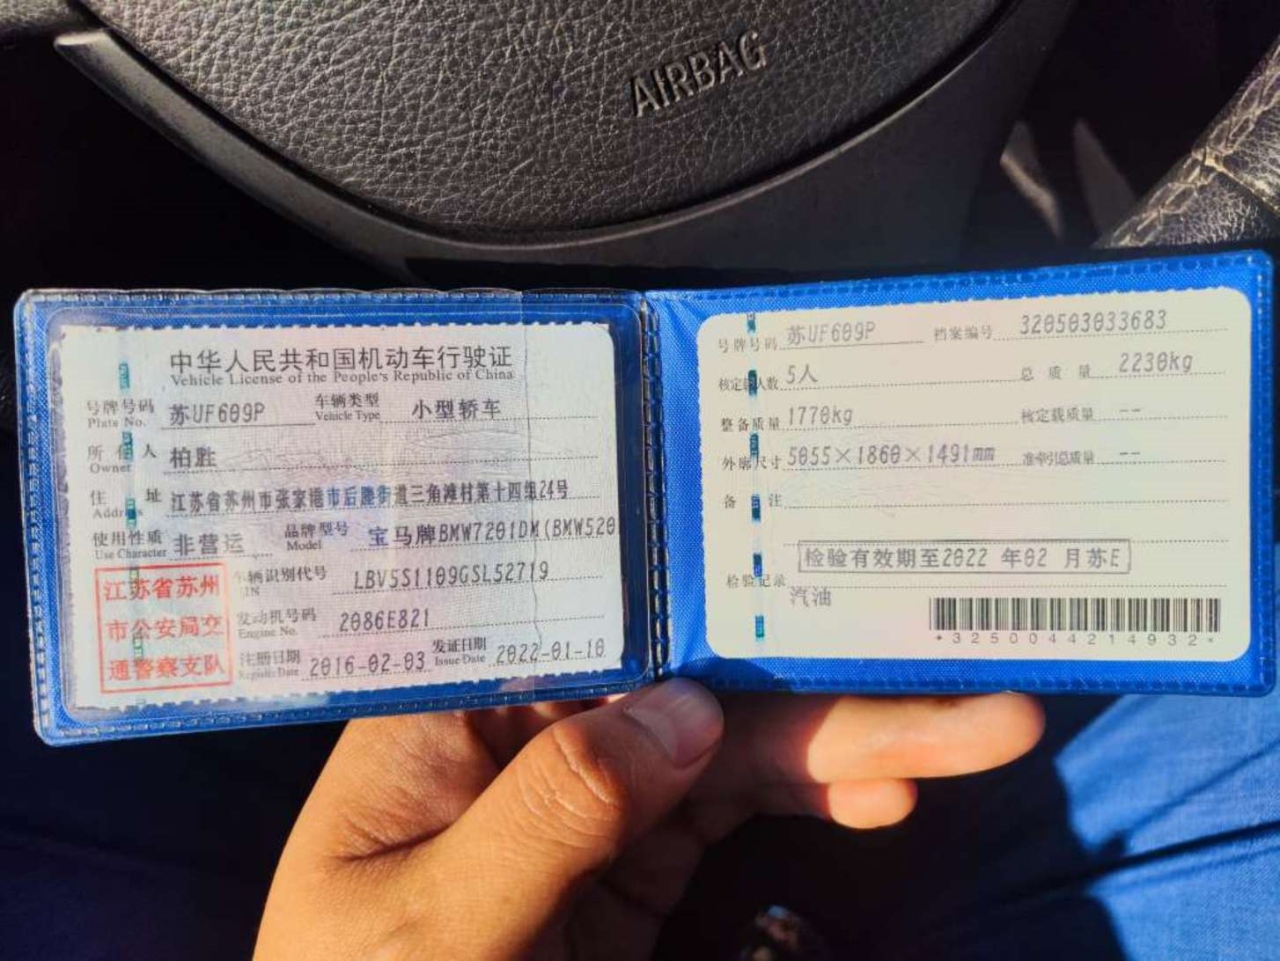 AIRBAG
中华人民共和国机动车行驶证
Vehicle License of the People's Republic of China
号牌号码 苏UF609P 车辆类型 小型轿车
Plate No. Vehicle Type
所有人 柏胜
Owner
住址 江苏省苏州市张家港市后塍街道三角滩村第十四组24号
Address
使用性质 非营运 品牌型号 宝马牌BMW7201DM(BMW520
Use Character Model
江苏省苏州
市公安局交
通警察支队
车辆识别代号 LBV5S1109GSL52719
VIN
发动机号码 2086E821
Engine No.
注册日期 2016-02-03 发证日期 2022-01-10
Register Date Issue Date
号牌号码 苏UF609P 档案编号 320503033683
核定载人数 5人 总质量 2230kg
整备质量 1770kg 核定载质量 --
外廓尺寸 5055×1860×1491mm 准牵引总质量 --
备注
检验有效期至2022 年02 月苏E
检验记录
汽油
*3250044214932*